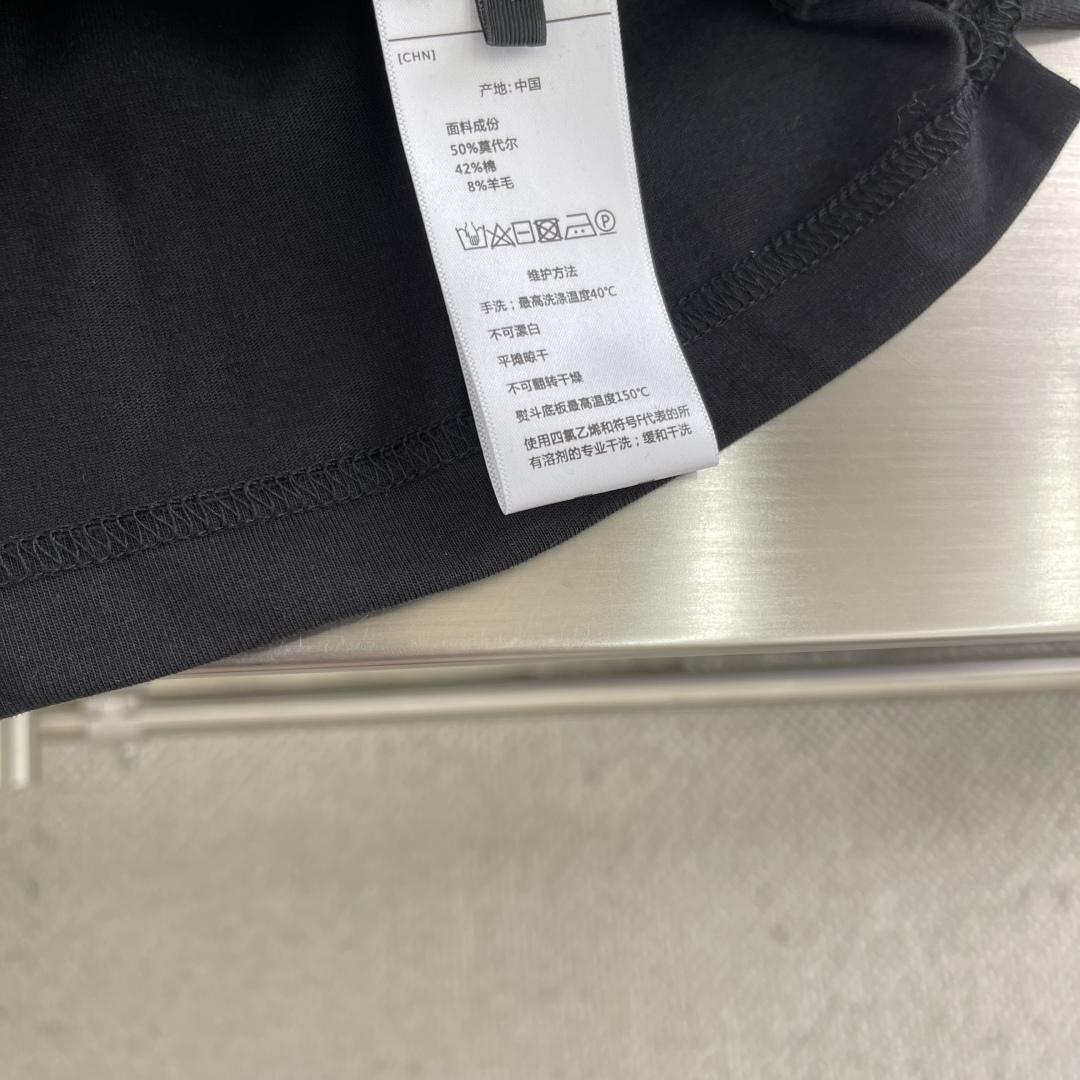 [CHN]
产地:中国
面料成份
50%莫代尔
42%棉
8%羊毛
P
维护方法
手洗；最高洗涤温度40℃
不可漂白
平摊晾干
不可翻转干燥
熨斗底板最高温度150℃
使用四氯乙烯和符号F代表的所
有溶剂的专业干洗；缓和干洗